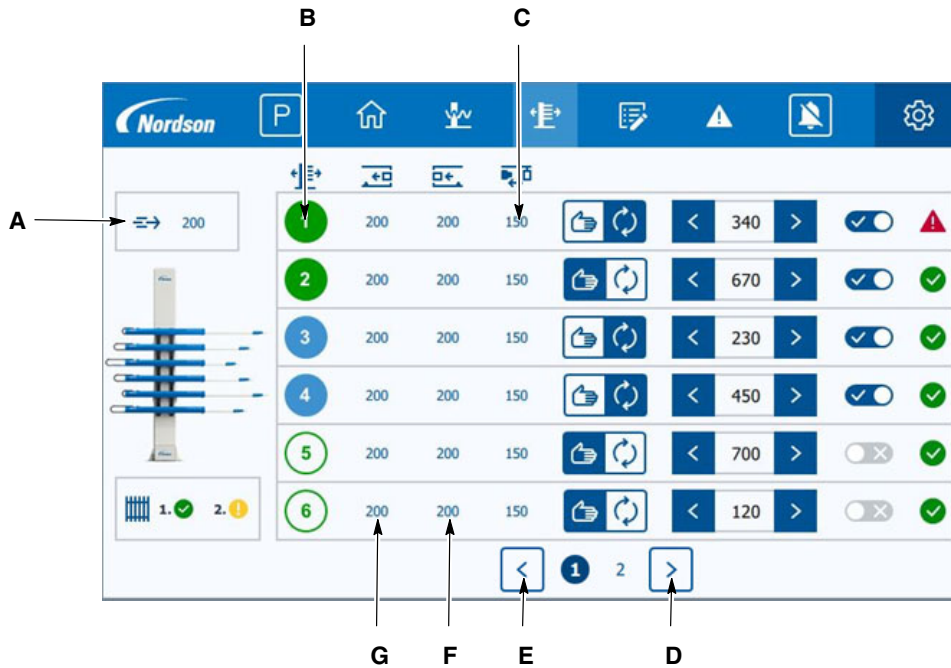 B C
Nordson P
A 200
1 200 200 150 340
2 200 200 150 670
3 200 200 150 230
4 200 200 150 450
5 200 200 150 700
1. 2.
6 200 200 150 120
< 1 2 >
G F E D